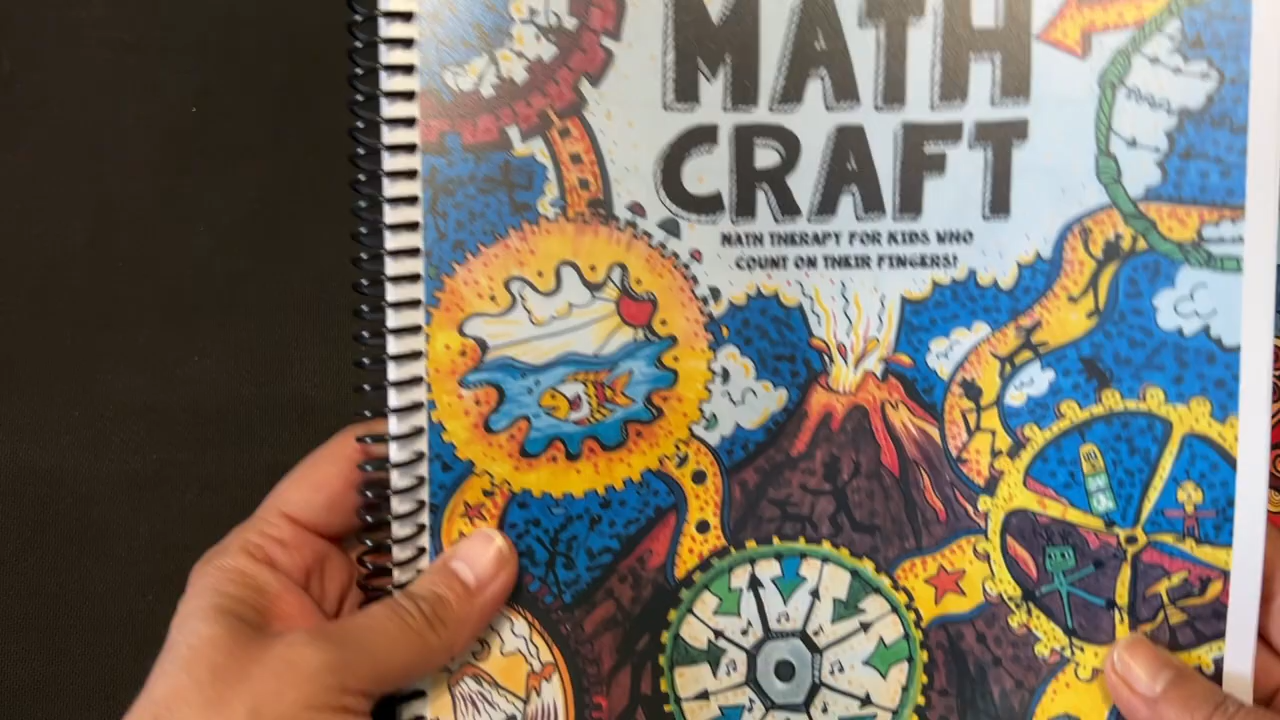 MATH
CRAFT
MATH THERAPY FOR KIDS WHO
COUNT ON THEIR FINGERS!